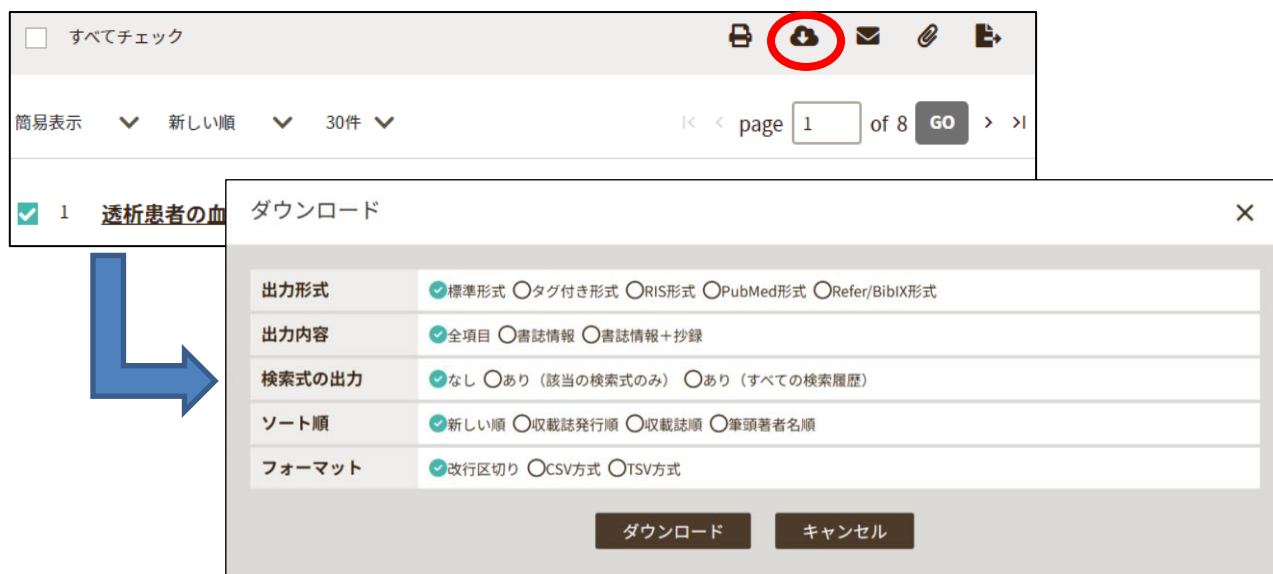 すべてチェック
簡易表示 新しい順 30件 page 1 of 8 GO
1 透析患者の血
ダウンロード
出力形式 標準形式 タグ付き形式 RIS形式 PubMed形式 Refer/BibIX形式
出力内容 全項目 書誌情報 書誌情報＋抄録
検索式の出力 なし あり（該当の検索式のみ） あり（すべての検索履歴）
ソート順 新しい順 収載誌発行順 収載誌順 筆頭著者名順
フォーマット 改行区切り CSV方式 TSV方式
ダウンロード キャンセル